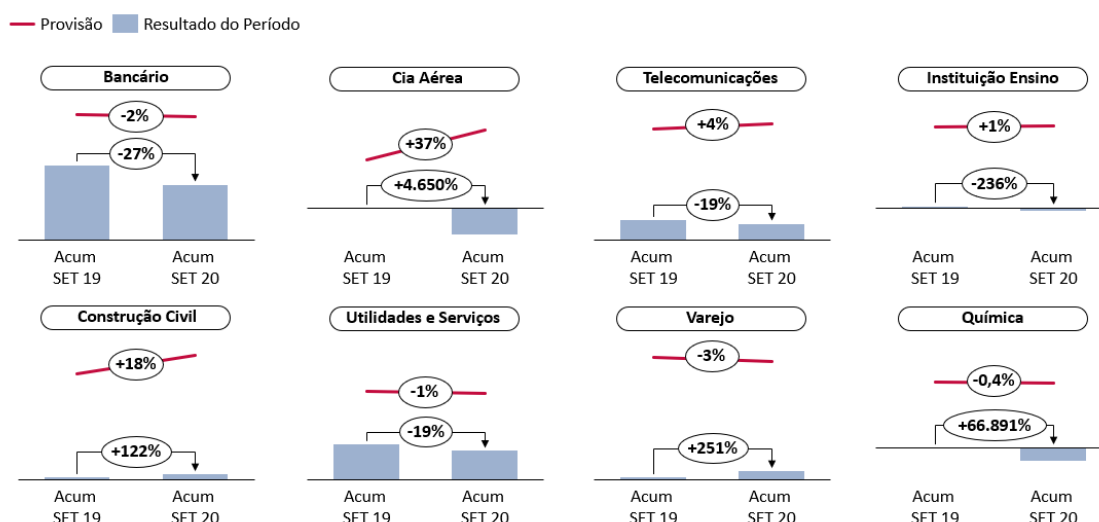 Provisão Resultado do Período
Bancário
-2%
-27%
Acum
SET 19
Acum
SET 20
Cia Aérea
+37%
+4.650%
Acum
SET 19
Acum
SET 20
Telecomunicações
+4%
-19%
Acum
SET 19
Acum
SET 20
Instituição Ensino
+1%
-236%
Acum
SET 19
Acum
SET 20
Construção Civil
+18%
+122%
Acum
SET 19
Acum
SET 20
Utilidades e Serviços
-1%
-19%
Acum
SET 19
Acum
SET 20
Varejo
-3%
+251%
Acum
SET 19
Acum
SET 20
Química
-0,4%
+66.891%
Acum
SET 19
Acum
SET 20